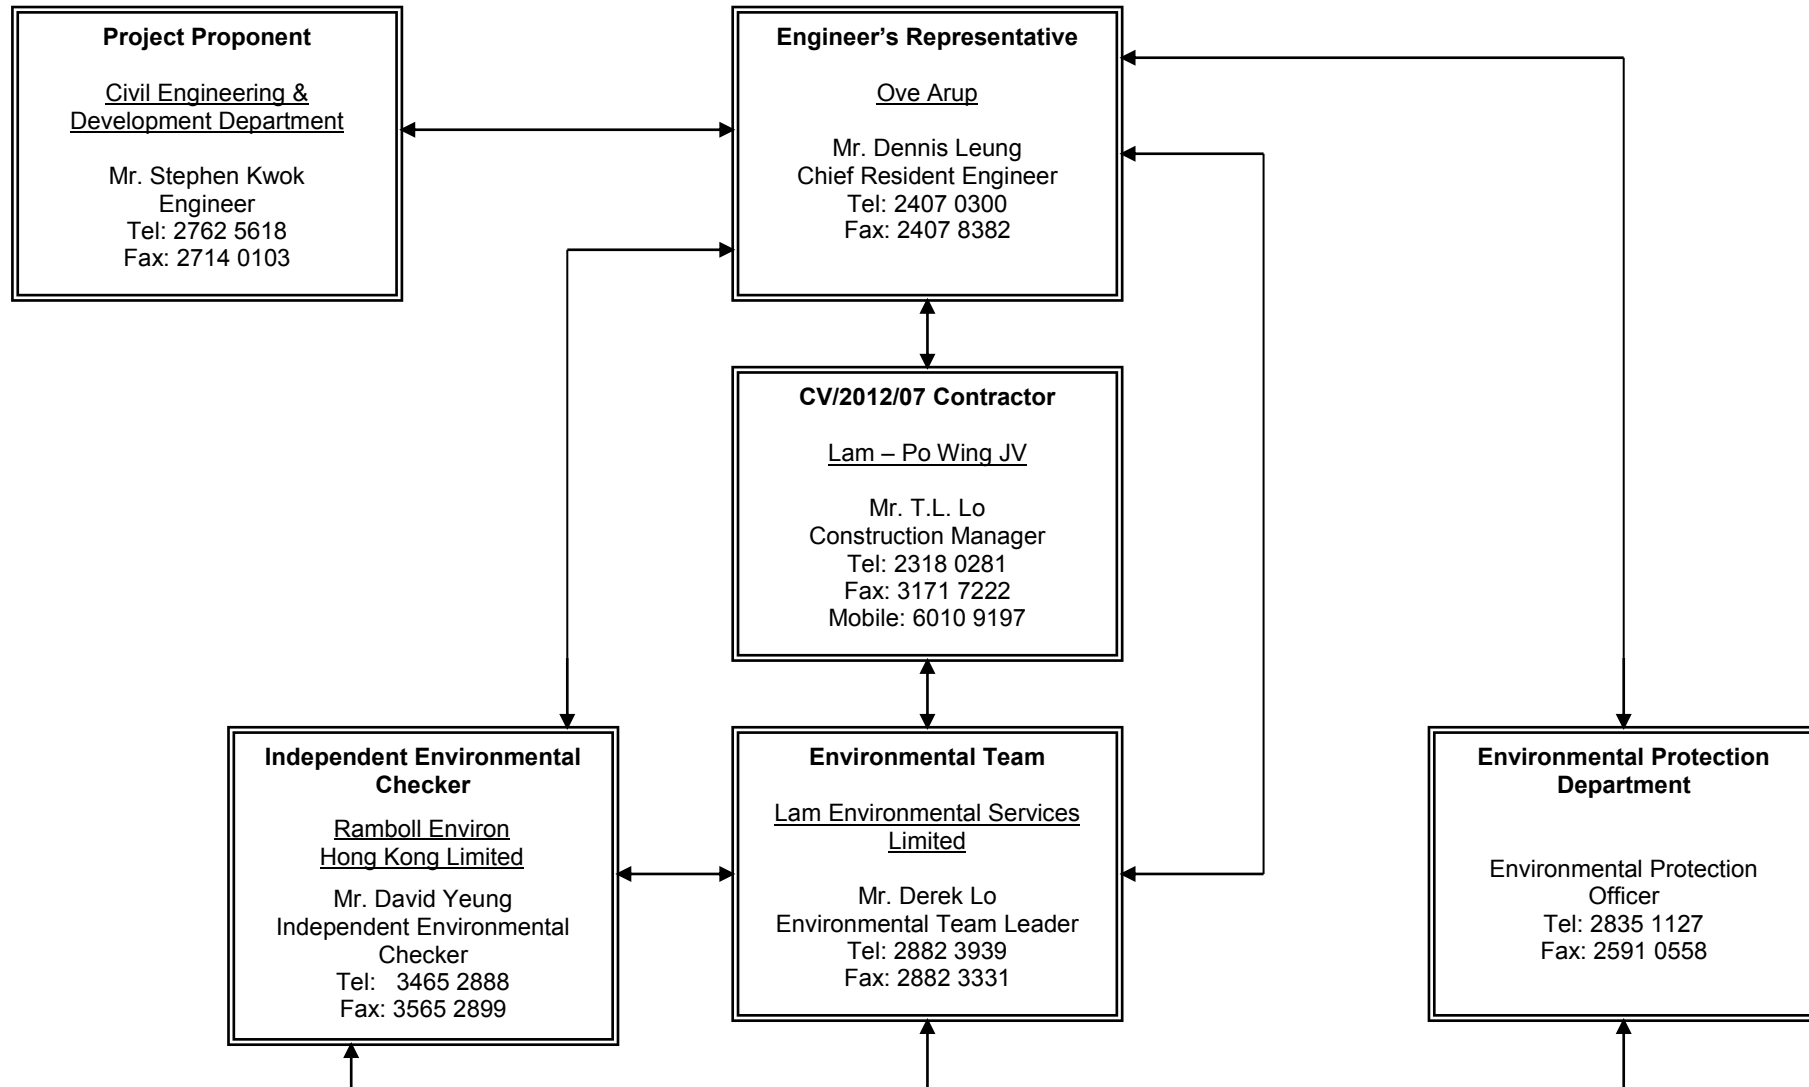 Project Proponent
Civil Engineering &
Development Department
Mr. Stephen Kwok
Engineer
Tel: 2762 5618
Fax: 2714 0103
Engineer’s Representative
Ove Arup
Mr. Dennis Leung
Chief Resident Engineer
Tel: 2407 0300
Fax: 2407 8382
CV/2012/07 Contractor
Lam – Po Wing JV
Mr. T.L. Lo
Construction Manager
Tel: 2318 0281
Fax: 3171 7222
Mobile: 6010 9197
Independent Environmental
Checker
Ramboll Environ
Hong Kong Limited
Mr. David Yeung
Independent Environmental
Checker
Tel: 3465 2888
Fax: 3565 2899
Environmental Team
Lam Environmental Services
Limited
Mr. Derek Lo
Environmental Team Leader
Tel: 2882 3939
Fax: 2882 3331
Environmental Protection
Department
Environmental Protection
Officer
Tel: 2835 1127
Fax: 2591 0558